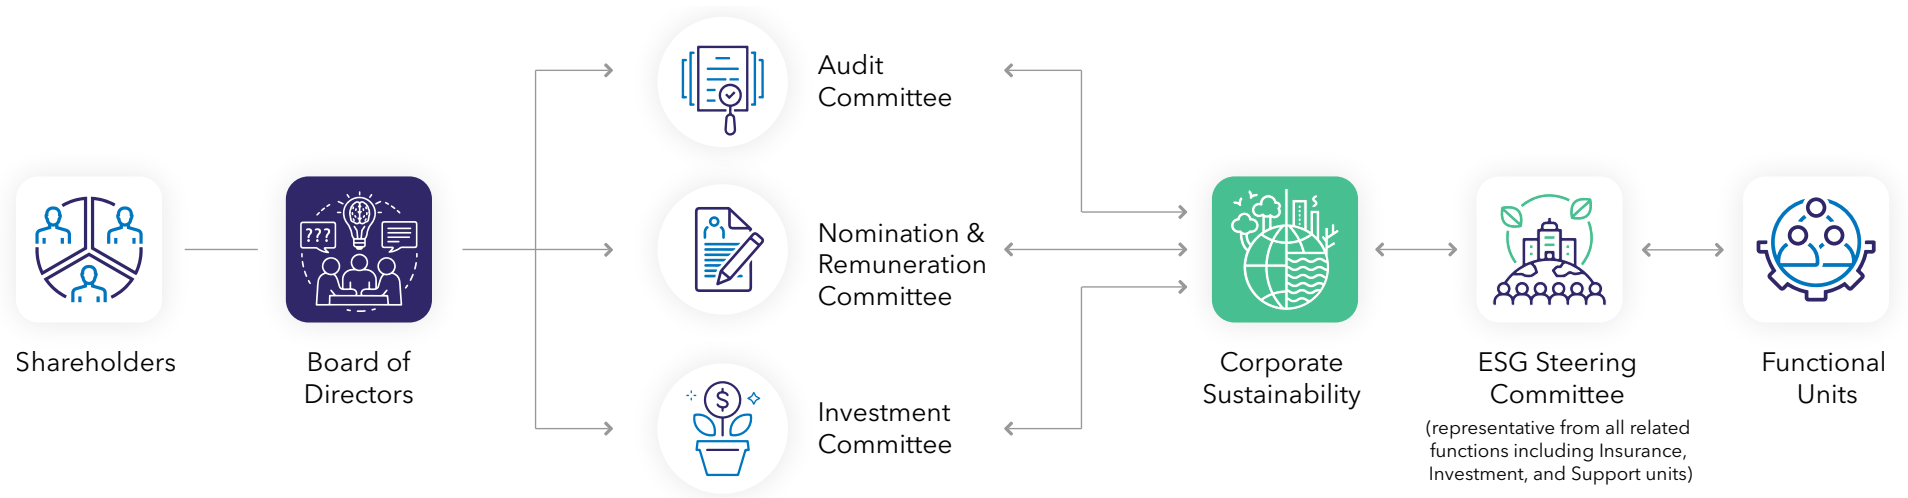 Shareholders
Board of
Directors
???
Audit
Committee
Nomination &
Remuneration
Committee
$
Investment
Committee
Corporate
Sustainability
ESG Steering
Committee
(representative from all related
functions including Insurance,
Investment, and Support units)
Functional
Units